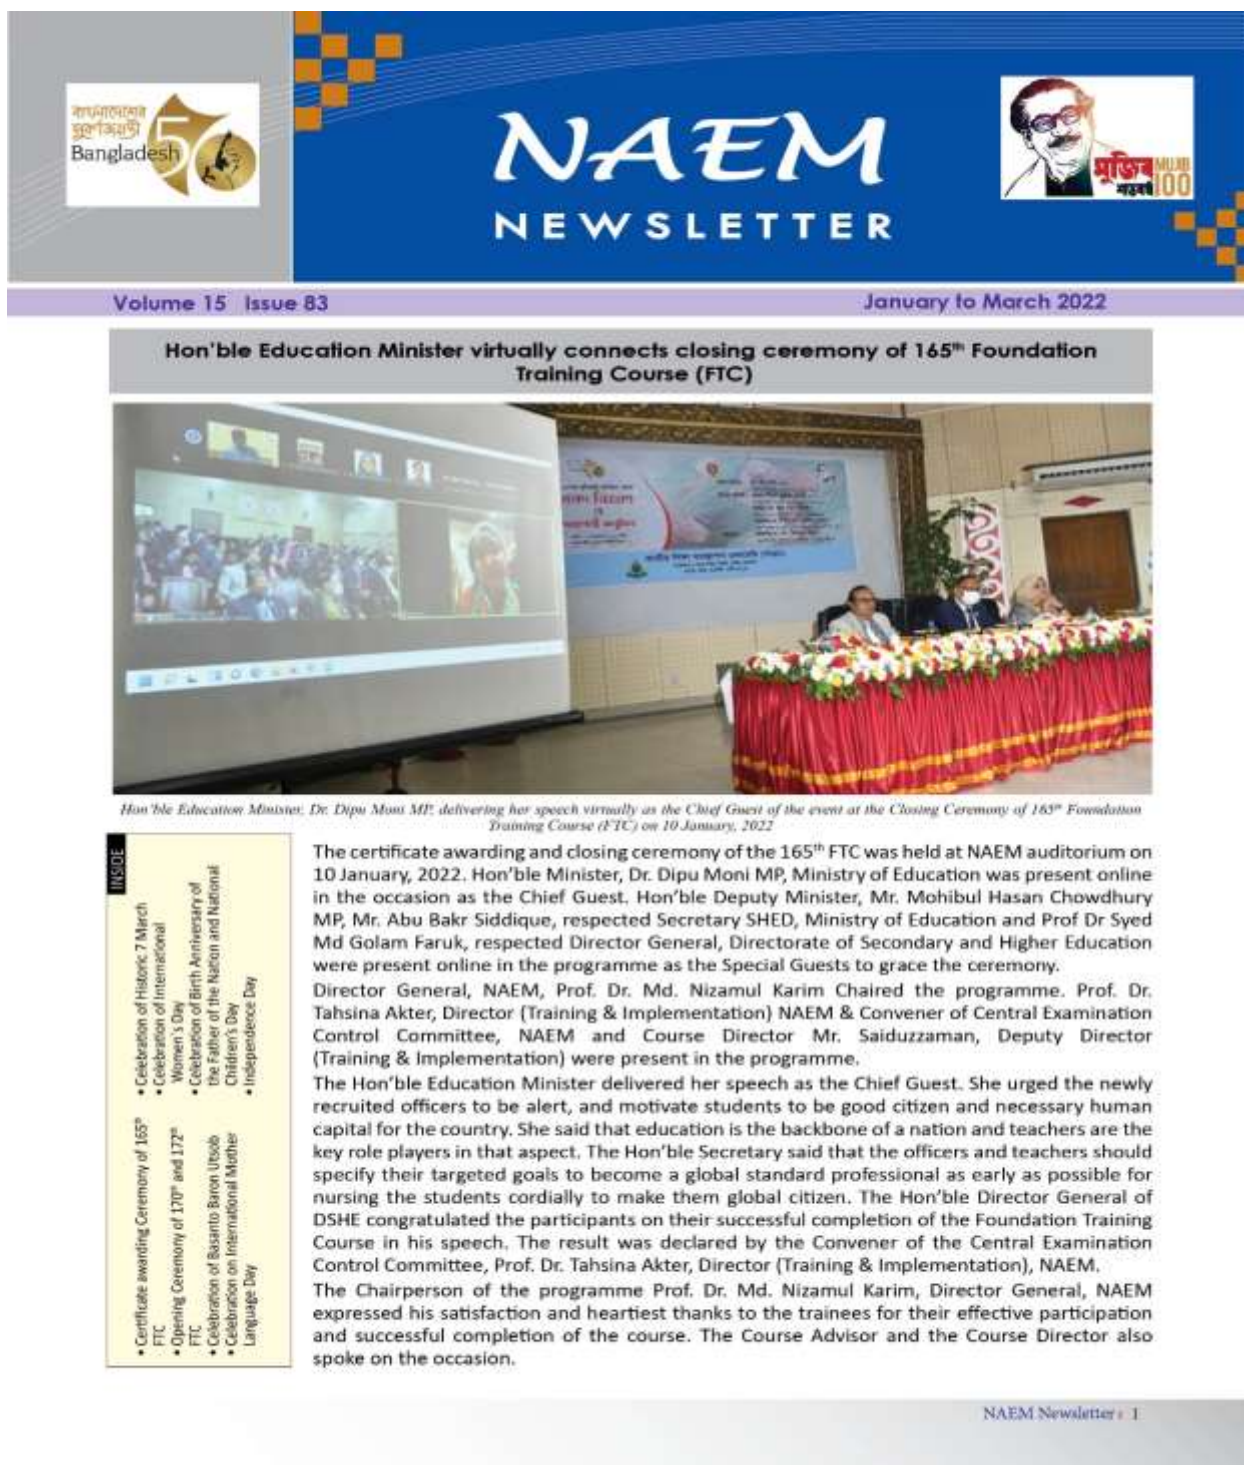 বাংলাদেশের
সুবর্ণজয়ন্তী
Bangladesh 50
NAEM
NEWSLETTER
মুজিব MUJIB
শতবর্ষ 100
Volume 15 Issue 83
January to March 2022
Hon'ble Education Minister virtually connects closing ceremony of 165th Foundation
Training Course (FTC)
Hon'ble Education Minister, Dr. Dipu Moni MP, delivering her speech virtually as the Chief Guest of the event at the Closing Ceremony of 165th Foundation
Training Course (FTC) on 10 January, 2022
INSIDE
• Certificate awarding Ceremony of 165th
FTC
• Opening Ceremony of 170th and 172th
FTC
• Celebration of Basanto Baron Utsob
• Celebration on International Mother
Language Day
• Celebration of Historic 7 March
• Celebration of International
Women's Day
• Celebration of Birth Anniversary of
the Father of the Nation and National
Children's Day
• Independence Day
The certificate awarding and closing ceremony of the 165th FTC was held at NAEM auditorium on
10 January, 2022. Hon'ble Minister, Dr. Dipu Moni MP, Ministry of Education was present online
in the occasion as the Chief Guest. Hon'ble Deputy Minister, Mr. Mohibul Hasan Chowdhury
MP, Mr. Abu Bakr Siddique, respected Secretary SHED, Ministry of Education and Prof Dr Syed
Md Golam Faruk, respected Director General, Directorate of Secondary and Higher Education
were present online in the programme as the Special Guests to grace the ceremony.
Director General, NAEM, Prof. Dr. Md. Nizamul Karim Chaired the programme. Prof. Dr.
Tahsina Akter, Director (Training & Implementation) NAEM & Convener of Central Examination
Control Committee, NAEM and Course Director Mr. Saiduzzaman, Deputy Director
(Training & Implementation) were present in the programme.
The Hon'ble Education Minister delivered her speech as the Chief Guest. She urged the newly
recruited officers to be alert, and motivate students to be good citizen and necessary human
capital for the country. She said that education is the backbone of a nation and teachers are the
key role players in that aspect. The Hon'ble Secretary said that the officers and teachers should
specify their targeted goals to become a global standard professional as early as possible for
nursing the students cordially to make them global citizen. The Hon'ble Director General of
DSHE congratulated the participants on their successful completion of the Foundation Training
Course in his speech. The result was declared by the Convener of the Central Examination
Control Committee, Prof. Dr. Tahsina Akter, Director (Training & Implementation), NAEM.
The Chairperson of the programme Prof. Dr. Md. Nizamul Karim, Director General, NAEM
expressed his satisfaction and heartiest thanks to the trainees for their effective participation
and successful completion of the course. The Course Advisor and the Course Director also
spoke on the occasion.
NAEM Newsletter : 1